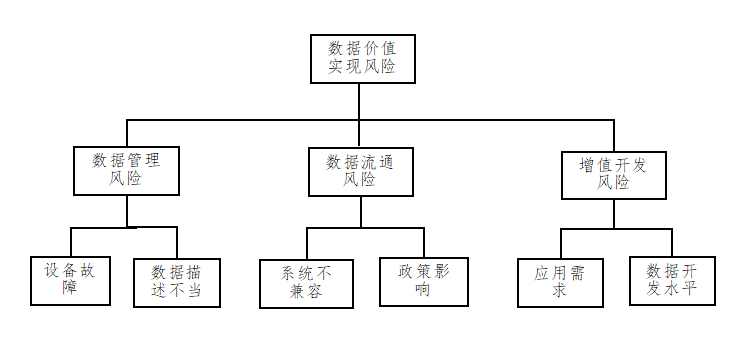 数据价值
实现风险
数据管理
风险
数据流通
风险
增值开发
风险
设备故
障
数据描
述不当
系统不
兼容
政策影
响
应用需
求
数据开
发水平